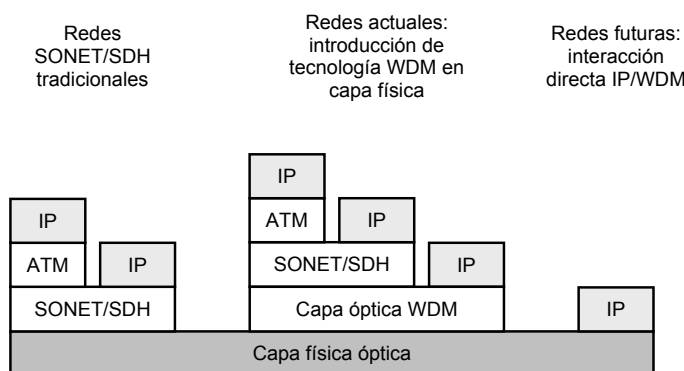 Redes
SONET/SDH
tradicionales
Redes actuales:
introducción de
tecnología WDM en
capa física
Redes futuras:
interacción
directa IP/WDM
IP
ATM
IP
SONET/SDH
IP
ATM
IP
SONET/SDH
IP
Capa óptica WDM
IP
Capa física óptica